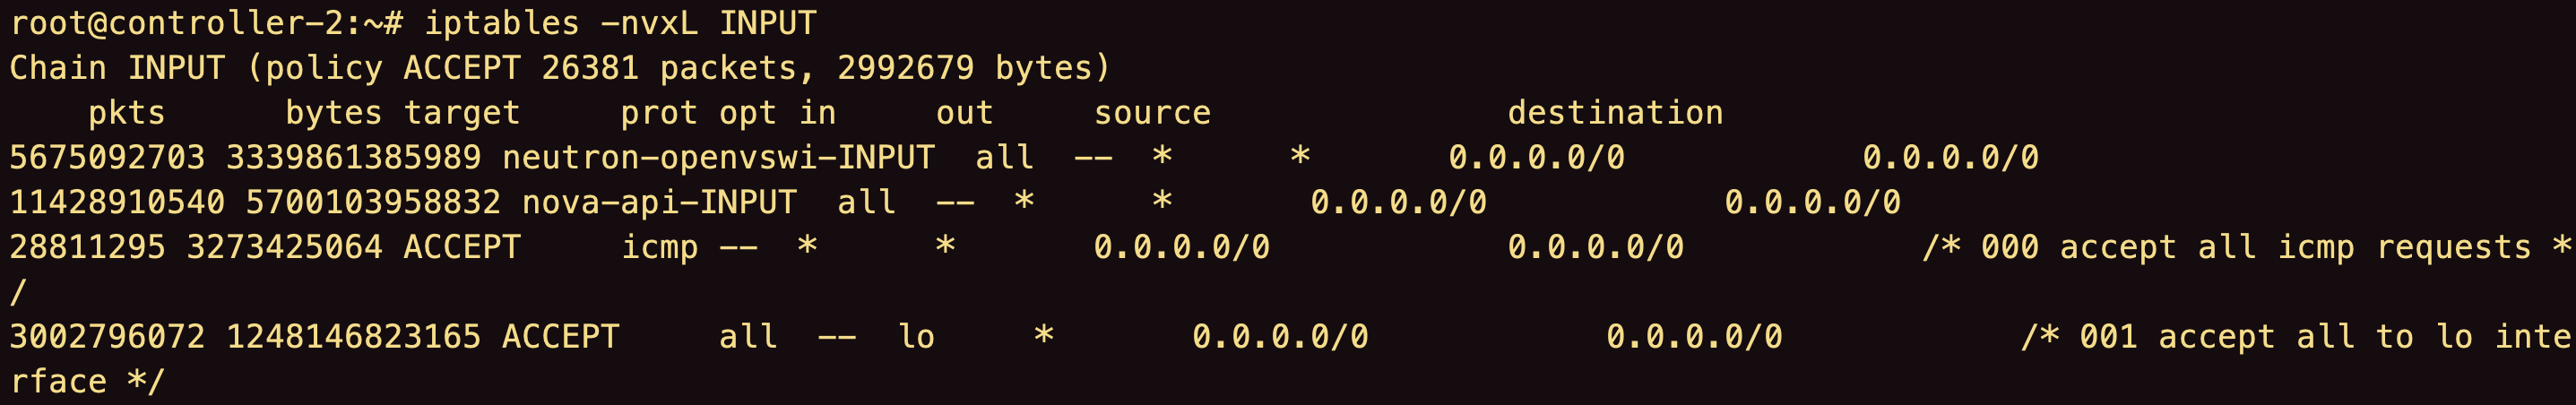 root@controller-2:~# iptables -nvxL INPUT
Chain INPUT (policy ACCEPT 26381 packets, 2992679 bytes)
    pkts      bytes target     prot opt in     out     source               destination
5675092703 3339861385989 neutron-openvswi-INPUT  all  --  *      *       0.0.0.0/0            0.0.0.0/0
11428910540 5700103958832 nova-api-INPUT  all  --  *      *       0.0.0.0/0            0.0.0.0/0
28811295 3273425064 ACCEPT     icmp --  *      *       0.0.0.0/0            0.0.0.0/0            /* 000 accept all icmp requests *
/
3002796072 1248146823165 ACCEPT     all  --  lo     *       0.0.0.0/0            0.0.0.0/0            /* 001 accept all to lo inte
rface */